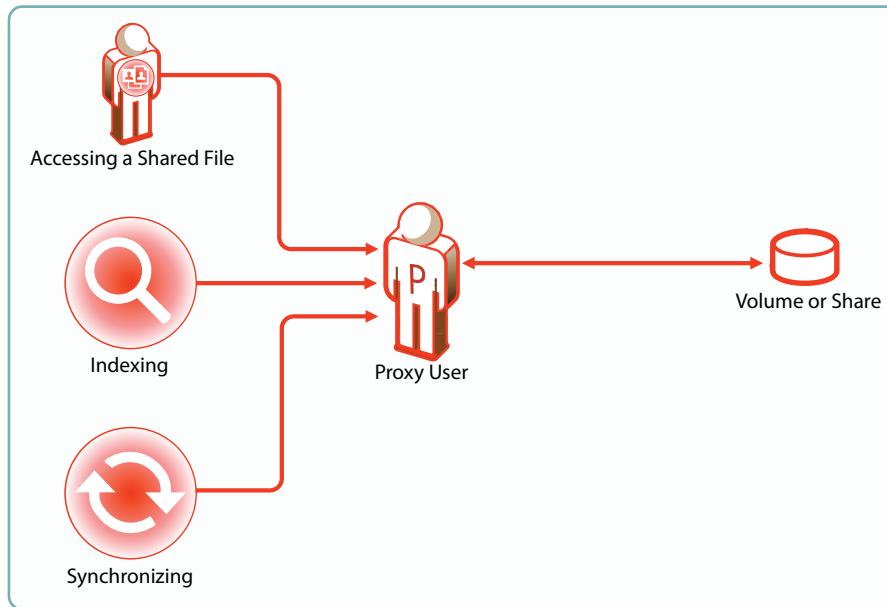 Accessing a Shared File
Indexing
P
Proxy User
Volume or Share
Synchronizing